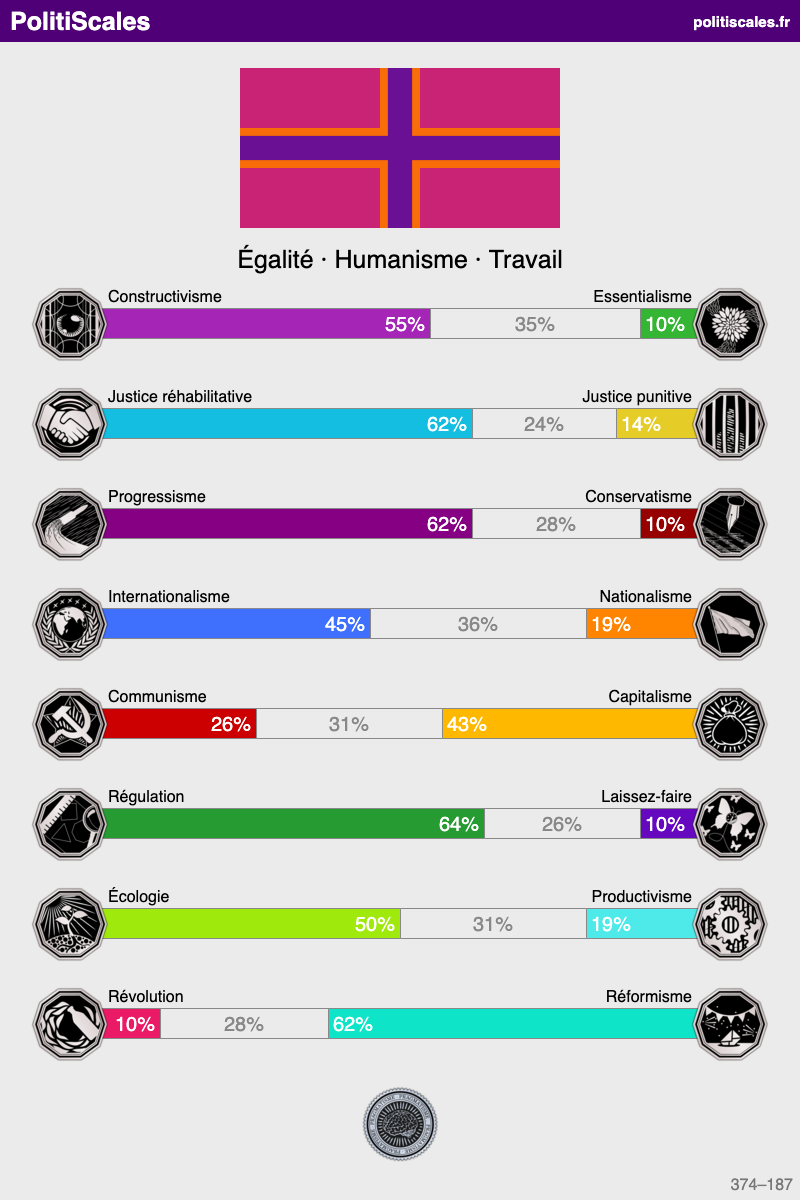 PolitiScales
politiscales.fr
Égalité · Humanisme · Travail
Constructivisme
Essentialisme
55%
35%
10%
Justice réhabilitative
Justice punitive
62%
24%
14%
Progressisme
Conservatisme
62%
28%
10%
Internationalisme
Nationalisme
45%
36%
19%
Communisme
Capitalisme
26%
31%
43%
Régulation
Laissez-faire
64%
26%
10%
Écologie
Productivisme
50%
31%
19%
Révolution
Réformisme
10%
28%
62%
374–187